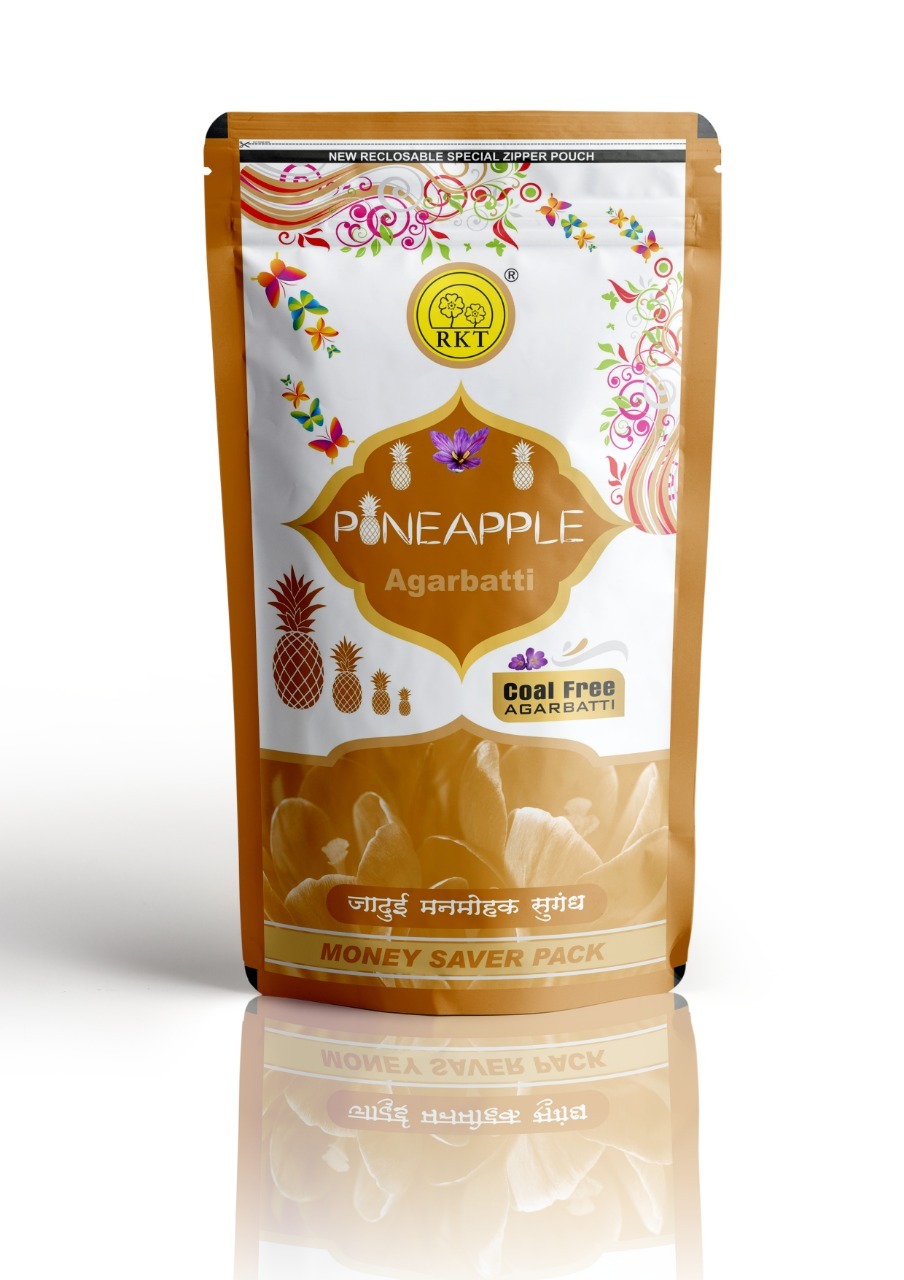 NEW RECLOSABLE SPECIAL ZIPPER POUCH
®
RKT
PINEAPPLE
Agarbatti
Coal Free
AGARBATTI
जादुई मनमोहक सुगंध
MONEY SAVER PACK